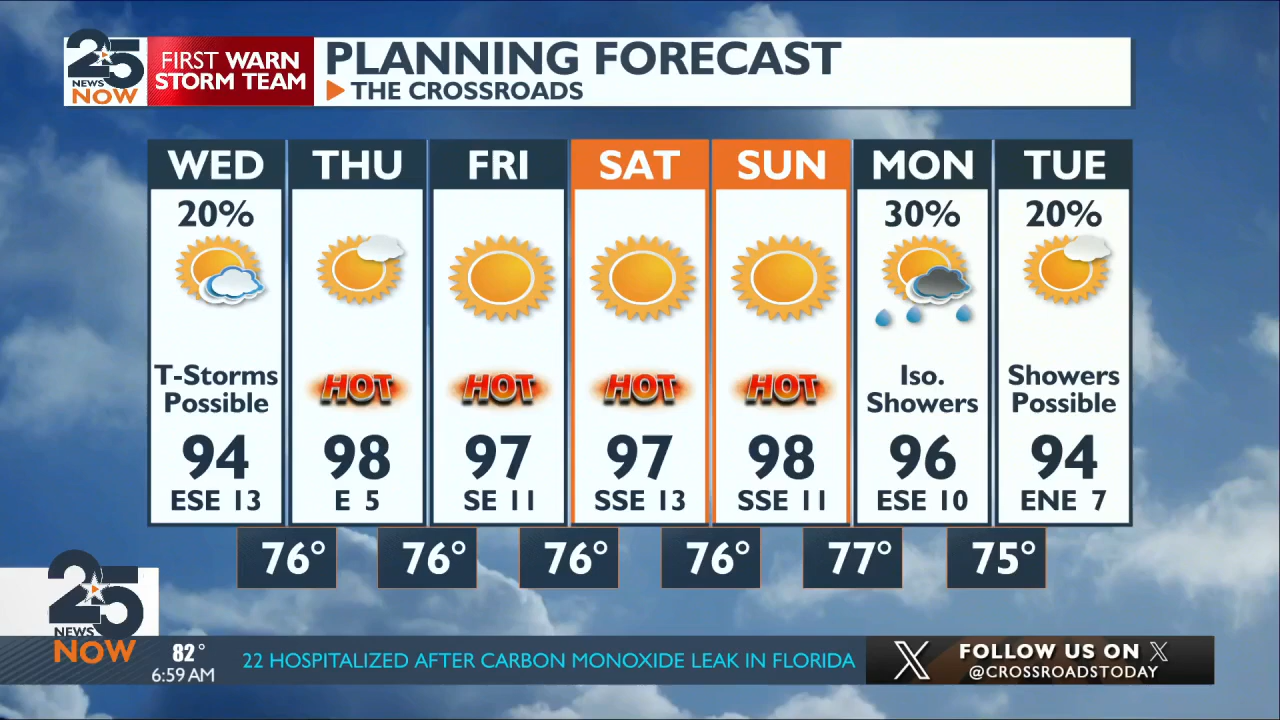 25
NEWS
NOW
FIRST WARN
STORM TEAM
PLANNING FORECAST
THE CROSSROADS
WED THU FRI SAT SUN MON TUE
20% 30% 20%
HOT HOT HOT HOT
T-Storms Possible
Iso. Showers
Showers Possible
94 98 97 97 98 96 94
ESE 13 E 5 SE 11 SSE 13 SSE 11 ESE 10 ENE 7
76° 76° 76° 76° 77° 75°
25
NEWS
NOW
82°
6:59 AM
22 HOSPITALIZED AFTER CARBON MONOXIDE LEAK IN FLORIDA
X
FOLLOW US ON X
@CROSSROADSTODAY